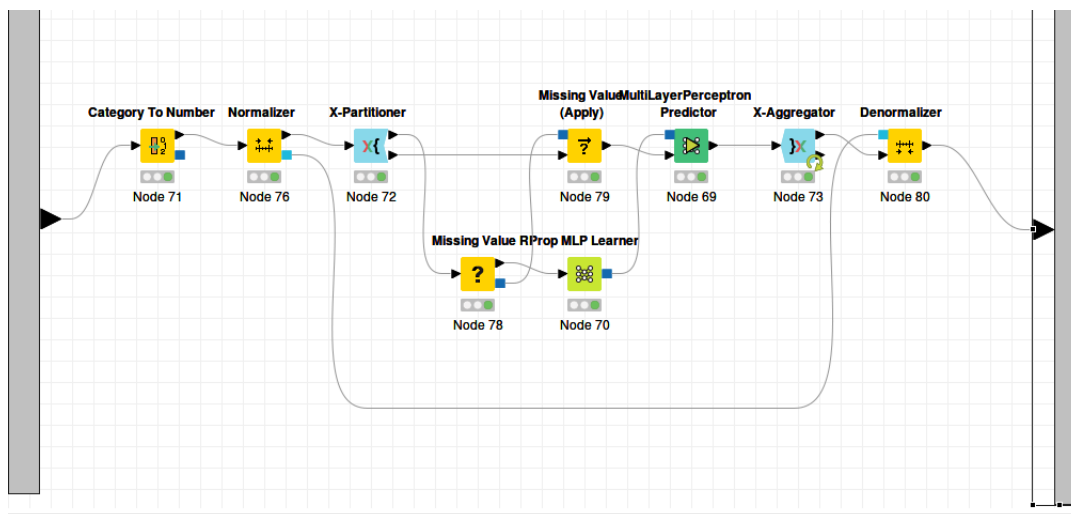 Missing Value MultiLayerPerceptron
Category To Number Normalizer X-Partitioner (Apply) Predictor X-Aggregator Denormalizer
Node 71 Node 76 Node 72 Node 79 Node 69 Node 73 Node 80
Missing Value RProp MLP Learner
Node 78 Node 70